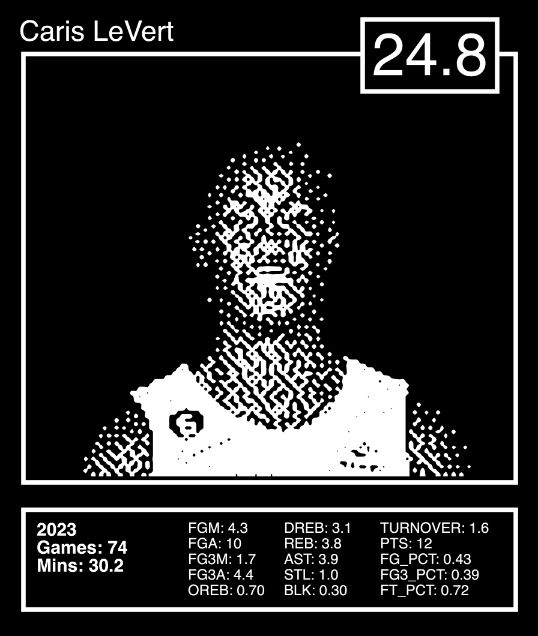 Caris LeVert
24.8
2023
Games: 74
Mins: 30.2
FGM: 4.3
FGA: 10
FG3M: 1.7
FG3A: 4.4
OREB: 0.70
DREB: 3.1
REB: 3.8
AST: 3.9
STL: 1.0
BLK: 0.30
TURNOVER: 1.6
PTS: 12
FG_PCT: 0.43
FG3_PCT: 0.39
FT_PCT: 0.72